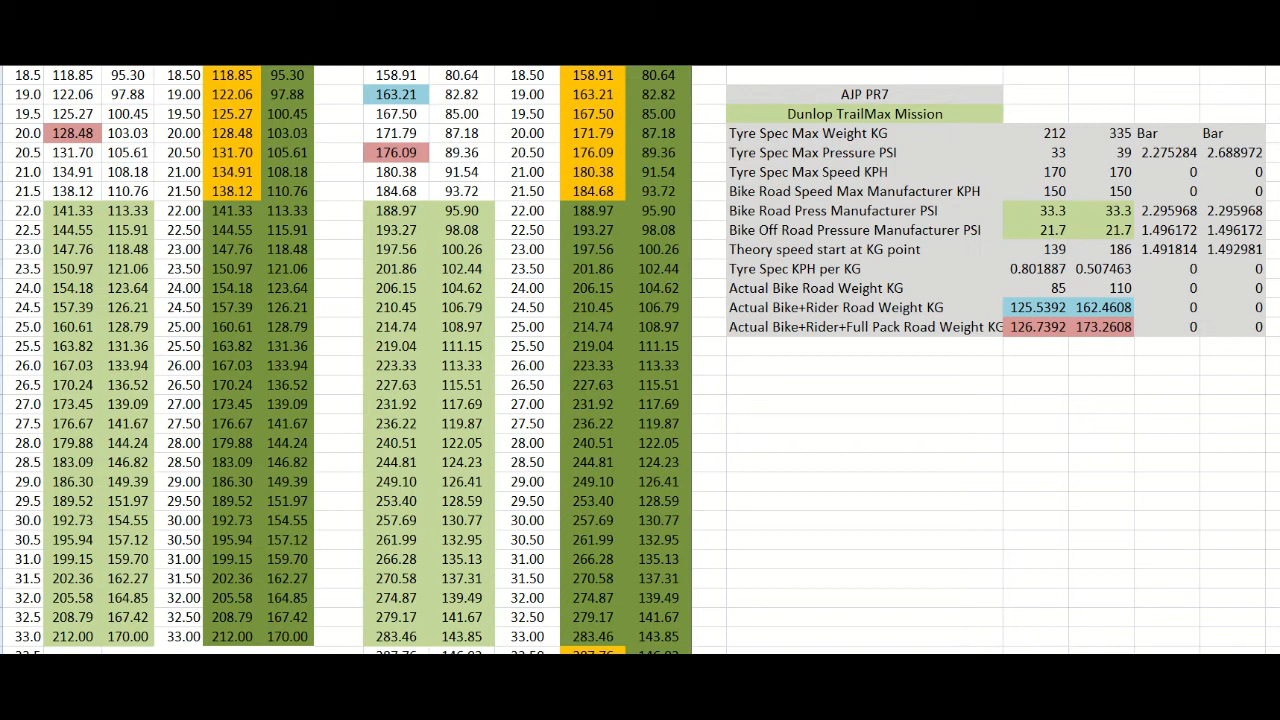 18.5 118.85 95.30 18.50 118.85 95.30 158.91 80.64 18.50 158.91 80.64
19.0 122.06 97.88 19.00 122.06 97.88 163.21 82.82 19.00 163.21 82.82 AJP PR7
19.5 125.27 100.45 19.50 125.27 100.45 167.50 85.00 19.50 167.50 85.00 Dunlop TrailMax Mission
20.0 128.48 103.03 20.00 128.48 103.03 171.79 87.18 20.00 171.79 87.18 Tyre Spec Max Weight KG 212 335 Bar Bar
20.5 131.70 105.61 20.50 131.70 105.61 176.09 89.36 20.50 176.09 89.36 Tyre Spec Max Pressure PSI 33 39 2.275284 2.688972
21.0 134.91 108.18 21.00 134.91 108.18 180.38 91.54 21.00 180.38 91.54 Tyre Spec Max Speed KPH 170 170 0 0
21.5 138.12 110.76 21.50 138.12 110.76 184.68 93.72 21.50 184.68 93.72 Bike Road Speed Max Manufacturer KPH 150 150 0 0
22.0 141.33 113.33 22.00 141.33 113.33 188.97 95.90 22.00 188.97 95.90 Bike Road Press Manufacturer PSI 33.3 33.3 2.295968 2.295968
22.5 144.55 115.91 22.50 144.55 115.91 193.27 98.08 22.50 193.27 98.08 Bike Off Road Pressure Manufacturer PSI 21.7 21.7 1.496172 1.496172
23.0 147.76 118.48 23.00 147.76 118.48 197.56 100.26 23.00 197.56 100.26 Theory speed start at KG point 139 186 1.491814 1.492981
23.5 150.97 121.06 23.50 150.97 121.06 201.86 102.44 23.50 201.86 102.44 Tyre Spec KPH per KG 0.801887 0.507463 0 0
24.0 154.18 123.64 24.00 154.18 123.64 206.15 104.62 24.00 206.15 104.62 Actual Bike Road Weight KG 85 110 0 0
24.5 157.39 126.21 24.50 157.39 126.21 210.45 106.79 24.50 210.45 106.79 Actual Bike+Rider Road Weight KG 125.5392 162.4608 0 0
25.0 160.61 128.79 25.00 160.61 128.79 214.74 108.97 25.00 214.74 108.97 Actual Bike+Rider+Full Pack Road Weight KG 126.7392 173.2608 0 0
25.5 163.82 131.36 25.50 163.82 131.36 219.04 111.15 25.50 219.04 111.15
26.0 167.03 133.94 26.00 167.03 133.94 223.33 113.33 26.00 223.33 113.33
26.5 170.24 136.52 26.50 170.24 136.52 227.63 115.51 26.50 227.63 115.51
27.0 173.45 139.09 27.00 173.45 139.09 231.92 117.69 27.00 231.92 117.69
27.5 176.67 141.67 27.50 176.67 141.67 236.22 119.87 27.50 236.22 119.87
28.0 179.88 144.24 28.00 179.88 144.24 240.51 122.05 28.00 240.51 122.05
28.5 183.09 146.82 28.50 183.09 146.82 244.81 124.23 28.50 244.81 124.23
29.0 186.30 149.39 29.00 186.30 149.39 249.10 126.41 29.00 249.10 126.41
29.5 189.52 151.97 29.50 189.52 151.97 253.40 128.59 29.50 253.40 128.59
30.0 192.73 154.55 30.00 192.73 154.55 257.69 130.77 30.00 257.69 130.77
30.5 195.94 157.12 30.50 195.94 157.12 261.99 132.95 30.50 261.99 132.95
31.0 199.15 159.70 31.00 199.15 159.70 266.28 135.13 31.00 266.28 135.13
31.5 202.36 162.27 31.50 202.36 162.27 270.58 137.31 31.50 270.58 137.31
32.0 205.58 164.85 32.00 205.58 164.85 274.87 139.49 32.00 274.87 139.49
32.5 208.79 167.42 32.50 208.79 167.42 279.17 141.67 32.50 279.17 141.67
33.0 212.00 170.00 33.00 212.00 170.00 283.46 143.85 33.00 283.46 143.85